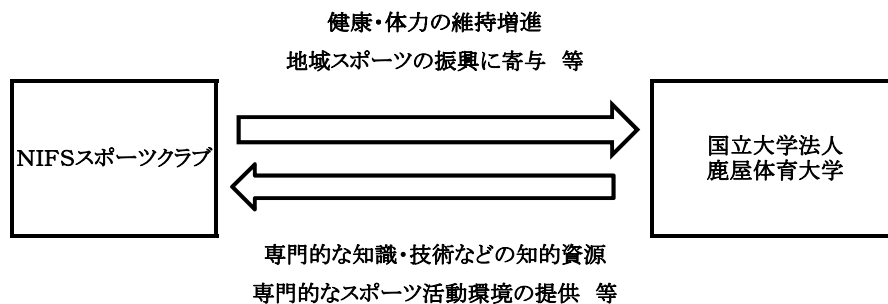 健康・体力の維持増進
地域スポーツの振興に寄与　等
NIFSスポーツクラブ
国立大学法人
鹿屋体育大学
専門的な知識・技術などの知的資源
専門的なスポーツ活動環境の提供　等